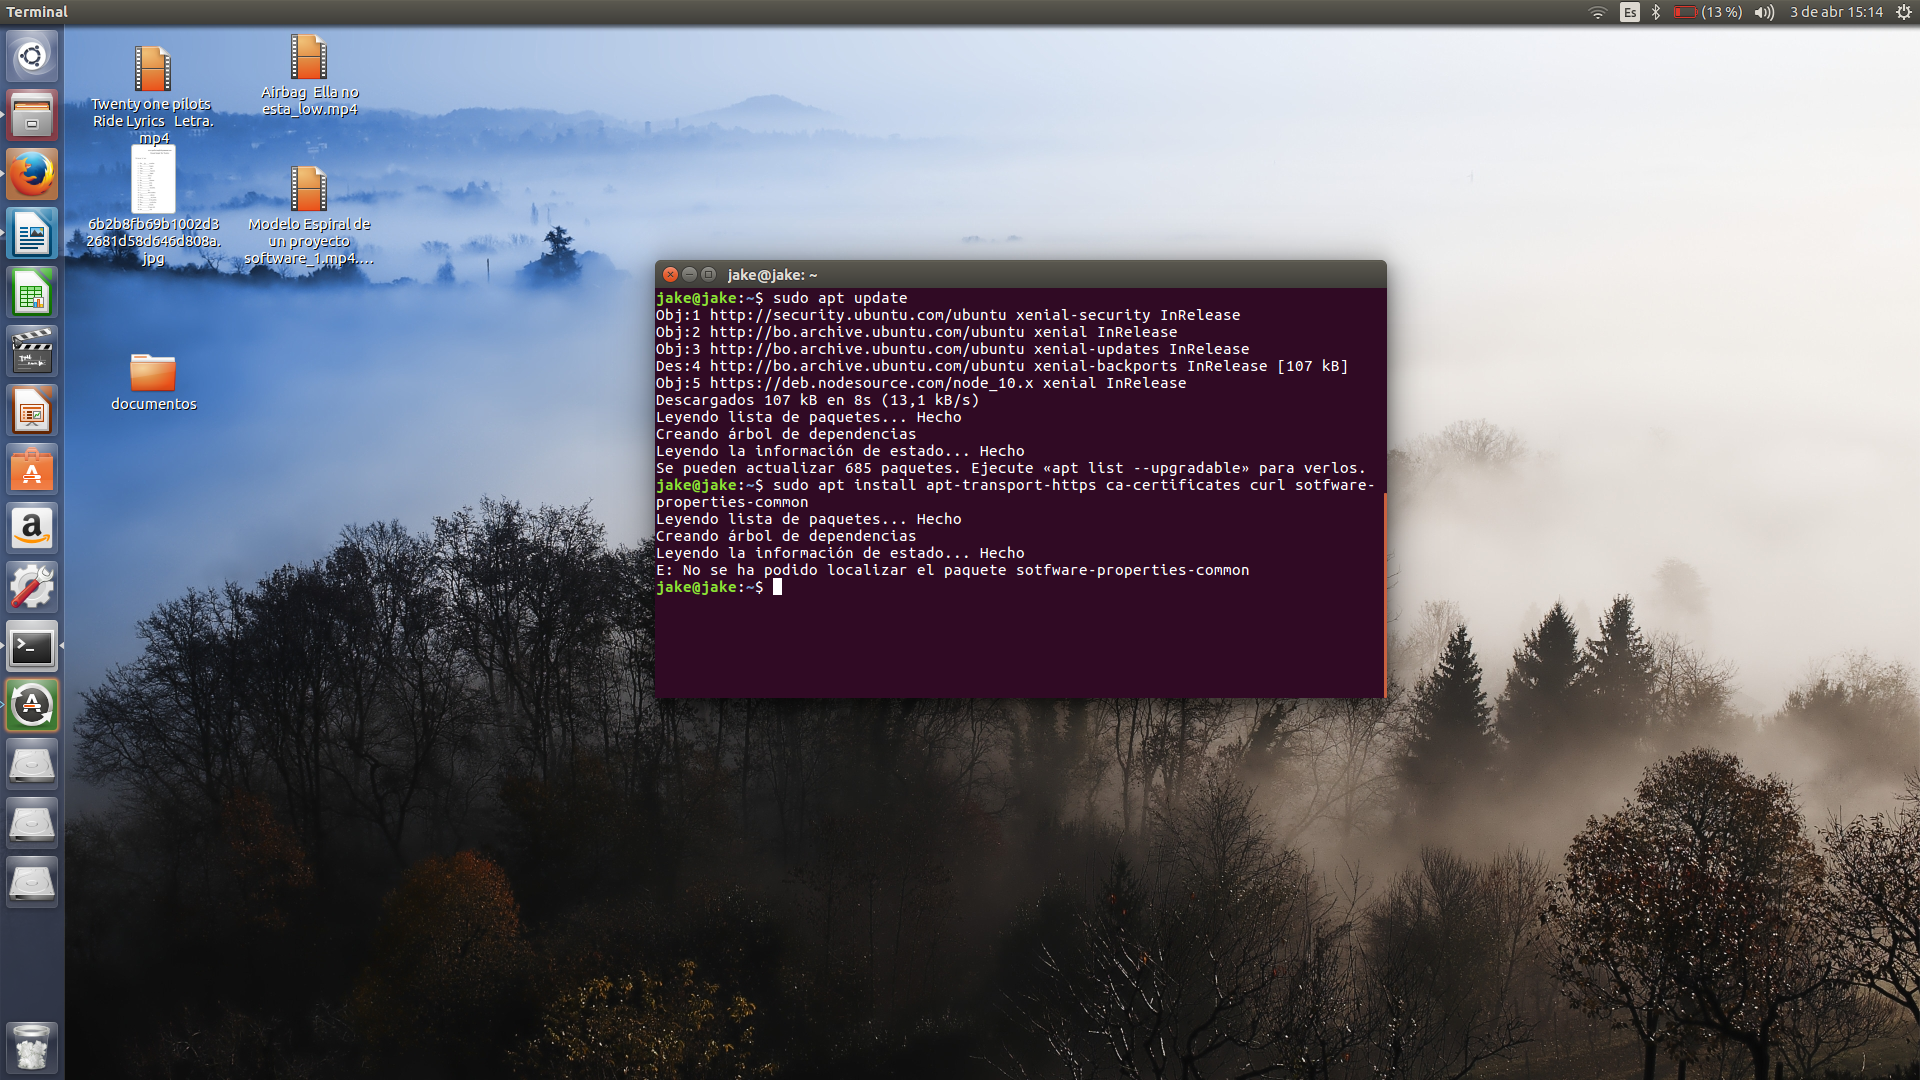 Terminal
Es
(13 %)
3 de abr 15:14
Twenty one pilots
Ride Lyrics Letra.
mp4
Airbag Ella no
esta_low.mp4
6b2b8fb69b1002d3
2681d58d646d808a.
jpg
Modelo Espiral de
un proyecto
software_1.mp4....
documentos
jake@jake: ~
jake@jake:~$ sudo apt update
Obj:1 http://security.ubuntu.com/ubuntu xenial-security InRelease
Obj:2 http://bo.archive.ubuntu.com/ubuntu xenial InRelease
Obj:3 http://bo.archive.ubuntu.com/ubuntu xenial-updates InRelease
Des:4 http://bo.archive.ubuntu.com/ubuntu xenial-backports InRelease [107 kB]
Obj:5 https://deb.nodesource.com/node_10.x xenial InRelease
Descargados 107 kB en 8s (13,1 kB/s)
Leyendo lista de paquetes... Hecho
Creando árbol de dependencias
Leyendo la información de estado... Hecho
Se pueden actualizar 685 paquetes. Ejecute «apt list --upgradable» para verlos.
jake@jake:~$ sudo apt install apt-transport-https ca-certificates curl sotfware-
properties-common
Leyendo lista de paquetes... Hecho
Creando árbol de dependencias
Leyendo la información de estado... Hecho
E: No se ha podido localizar el paquete sotfware-properties-common
jake@jake:~$